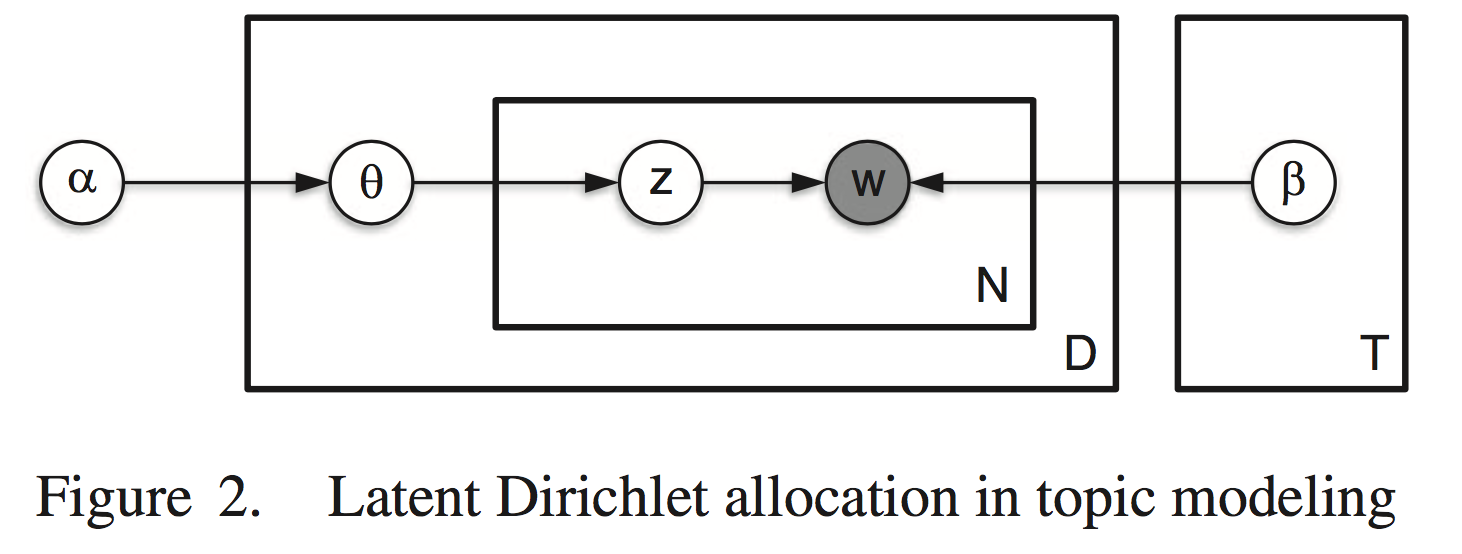 α θ z w β
N
D T
Figure 2. Latent Dirichlet allocation in topic modeling